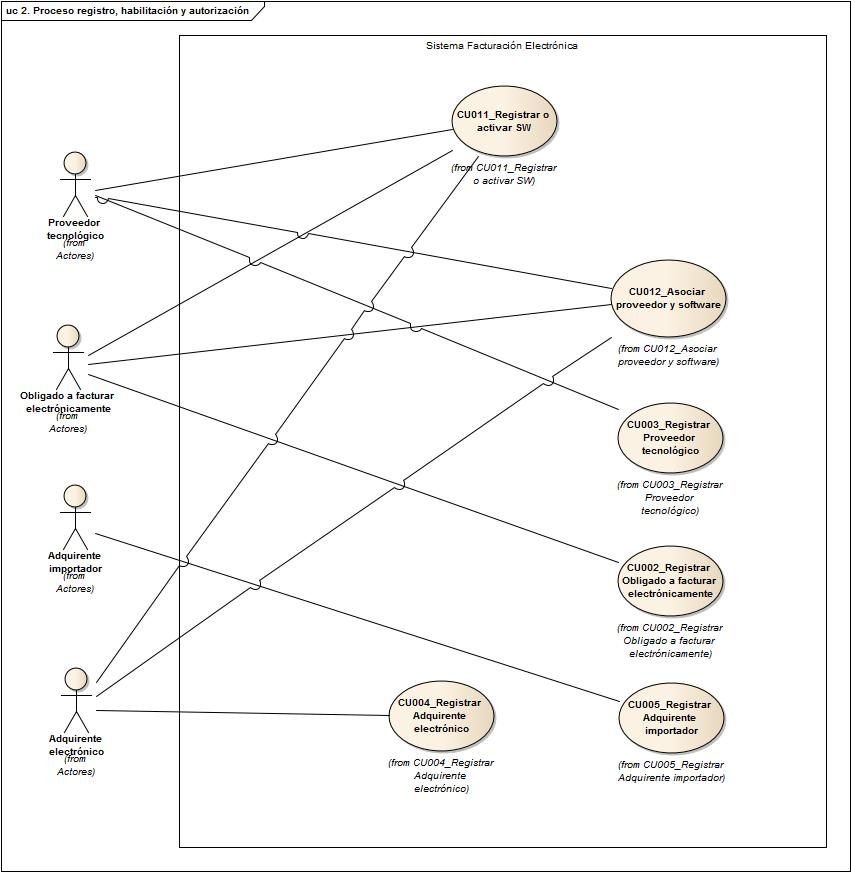 uc 2. Proceso registro, habilitación y autorización
Sistema Facturación Electrónica
CU011_Registrar o
activar SW
(from CU011_Registrar
o activar SW)
Proveedor
tecnológico
(from
Actores)
CU012_Asociar
proveedor y software
(from CU012_Asociar
proveedor y software)
Obligado a facturar
electrónicamente
(from
Actores)
CU003_Registrar
Proveedor
tecnológico
(from CU003_Registrar
Proveedor
tecnológico)
Adquirente
importador
(from
Actores)
CU002_Registrar
Obligado a facturar
electrónicamente
(from CU002_Registrar
Obligado a facturar
electrónicamente)
Adquirente
electrónico
(from
Actores)
CU004_Registrar
Adquirente
electrónico
(from CU004_Registrar
Adquirente
electrónico)
CU005_Registrar
Adquirente
importador
(from CU005_Registrar
Adquirente importador)